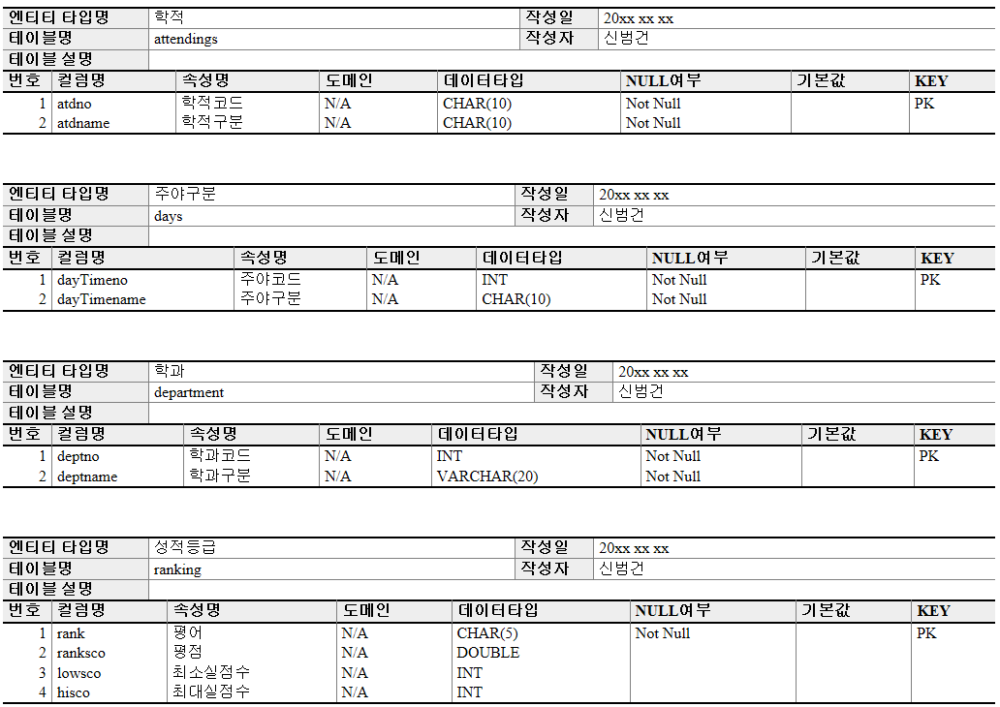 엔티티 타입명 학적 작성일 20xx xx xx
테이블명 attendings 작성자 신범건
테이블 설명
번호 컬럼명 속성명 도메인 데이터타입 NULL여부 기본값 KEY
1 atdno 학적코드 N/A CHAR(10) Not Null PK
2 atdname 학적구분 N/A CHAR(10) Not Null
엔티티 타입명 주야구분 작성일 20xx xx xx
테이블명 days 작성자 신범건
테이블 설명
번호 컬럼명 속성명 도메인 데이터타입 NULL여부 기본값 KEY
1 dayTimeno 주야코드 N/A INT Not Null PK
2 dayTimename 주야구분 N/A CHAR(10) Not Null
엔티티 타입명 학과 작성일 20xx xx xx
테이블명 department 작성자 신범건
테이블 설명
번호 컬럼명 속성명 도메인 데이터타입 NULL여부 기본값 KEY
1 deptno 학과코드 N/A INT Not Null PK
2 deptname 학과구분 N/A VARCHAR(20) Not Null
엔티티 타입명 성적등급 작성일 20xx xx xx
테이블명 ranking 작성자 신범건
테이블 설명
번호 컬럼명 속성명 도메인 데이터타입 NULL여부 기본값 KEY
1 rank 평어 N/A CHAR(5) Not Null PK
2 ranksco 평점 N/A DOUBLE
3 lowsco 최소실점수 N/A INT
4 hisco 최대실점수 N/A INT